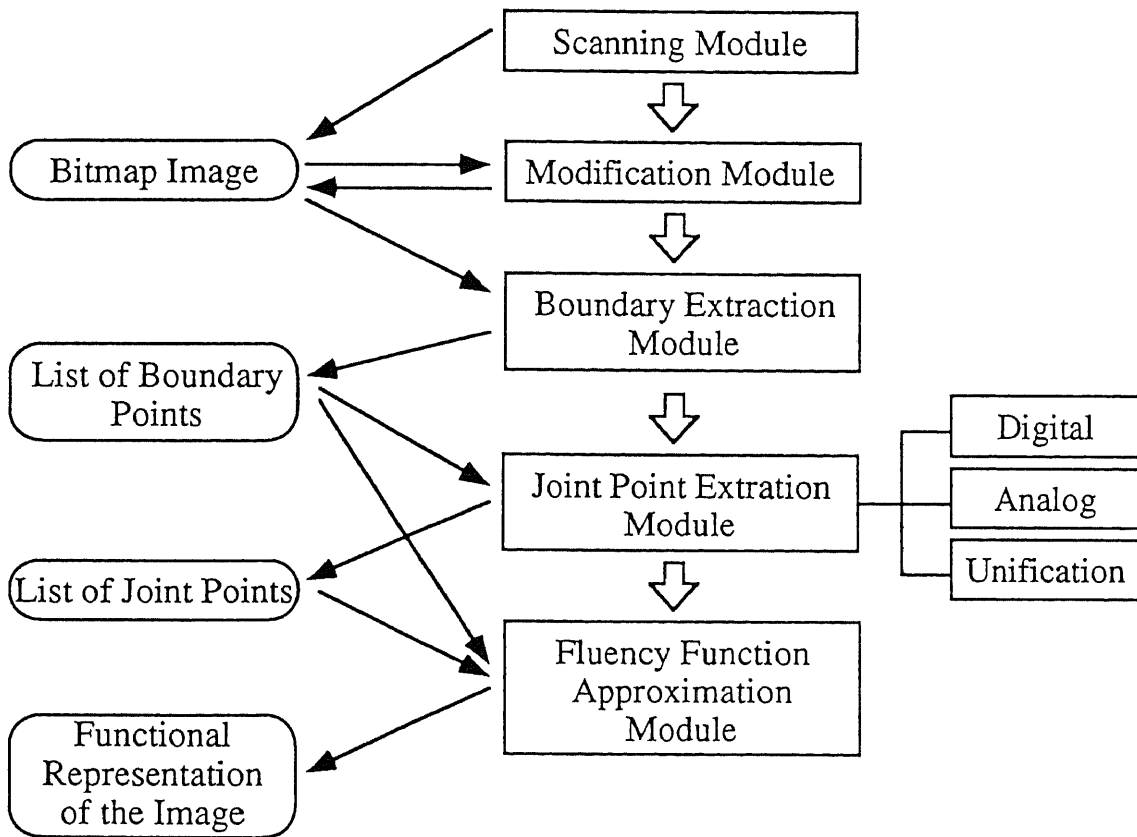 Scanning Module
Bitmap Image
Modification Module
Boundary Extraction
Module
List of Boundary
Points
Digital
Joint Point Extration
Module
Analog
Unification
List of Joint Points
Fluency Function
Approximation
Module
Functional
Representation
of the Image